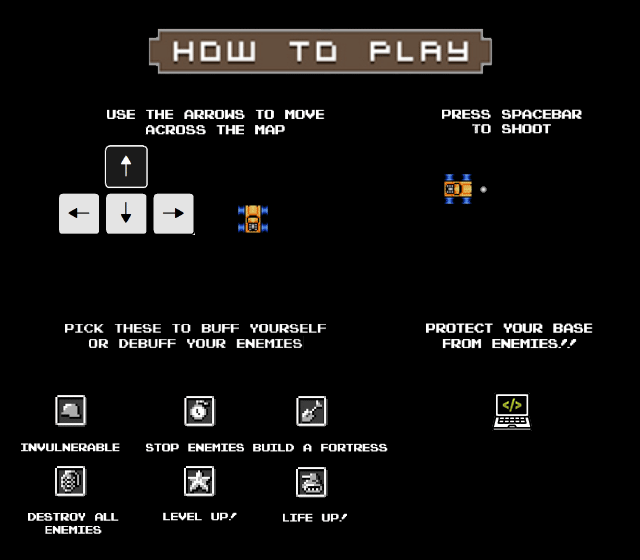 HOW TO PLAY
USE THE ARROWS TO MOVE
ACROSS THE MAP
PRESS SPACEBAR
TO SHOOT
↑
← ↓ →
PICK THESE TO BUFF YOURSELF
OR DEBUFF YOUR ENEMIES
PROTECT YOUR BASE
FROM ENEMIES!!
</>
INVULNERABLE
STOP ENEMIES
BUILD A FORTRESS
DESTROY ALL
ENEMIES
LEVEL UP!
LIFE UP!